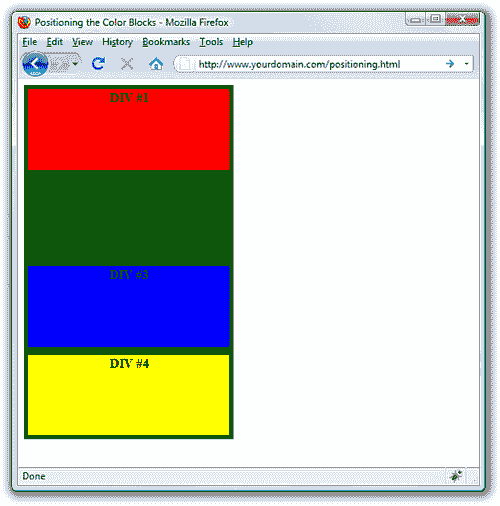 Positioning the Color Blocks - Mozilla Firefox
File Edit View History Bookmarks Tools Help
http://www.yourdomain.com/positioning.html
DIV #1
DIV #3
DIV #4
Done